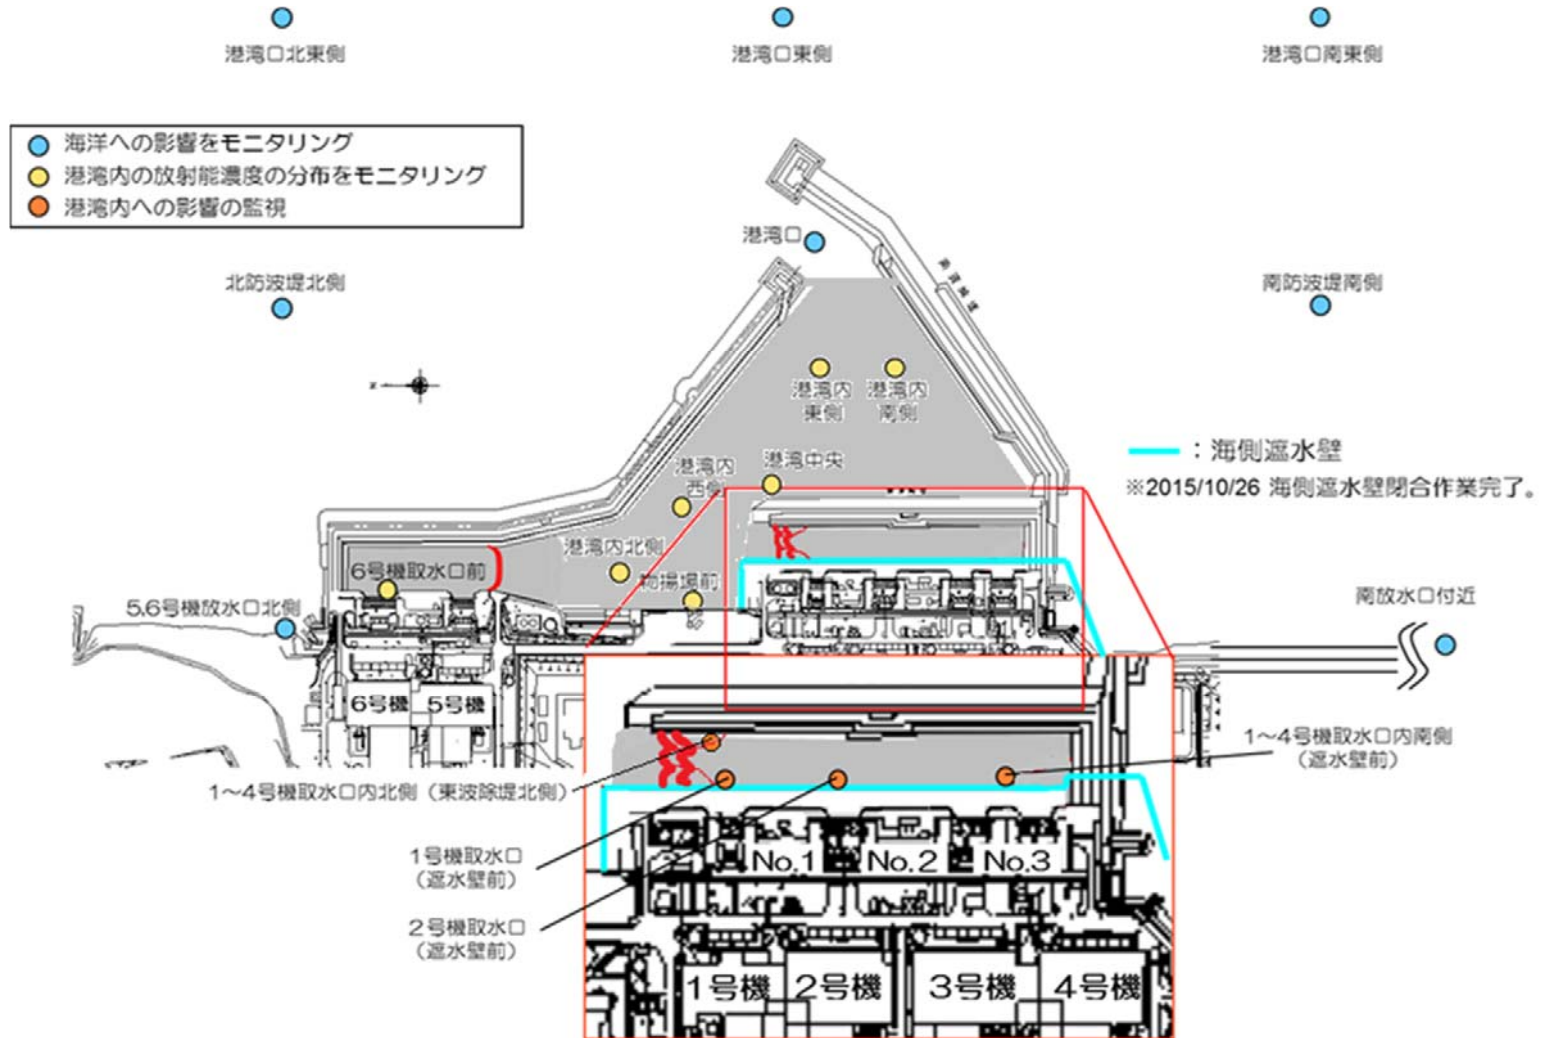 港湾口北東側
港湾口東側
港湾口南東側
海洋への影響をモニタリング
港湾内の放射能濃度の分布をモニタリング
港湾内への影響の監視
港湾口
北防波堤北側
南防波堤南側
港湾内
東側
港湾内
南側
：海側遮水壁
※2015/10/26 海側遮水壁閉合作業完了。
港湾中央
港湾内
西側
港湾内北側
物揚場前
6号機取水口前
5,6号機放水口北側
南放水口付近
6号機
5号機
1～4号機取水口内南側
（遮水壁前）
1～4号機取水口内北側（東波除堤北側）
1号機取水口
（遮水壁前）
No.1
No.2
No.3
2号機取水口
（遮水壁前）
1号機
2号機
3号機
4号機